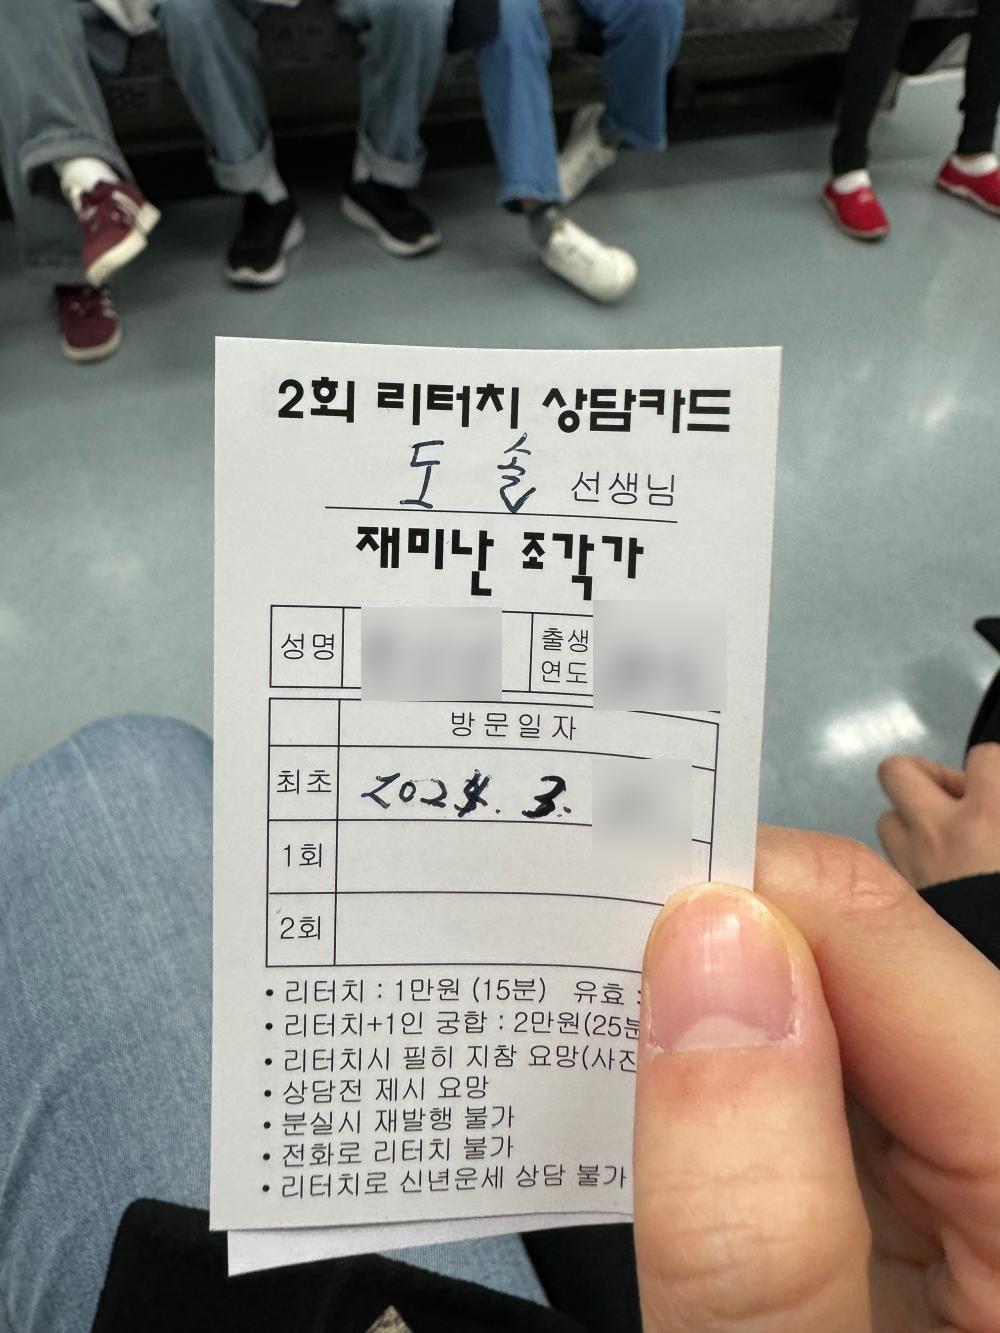 2회 리터치 상담카드
도솔 선생님
재미난 조각가
성명 출생연도
방문일자
최초 2024. 3.
1회
2회
• 리터치 : 1만원 (15분) 유효 :
• 리터치+1인 궁합 : 2만원(25분
• 리터치시 필히 지참 요망(사진
• 상담전 제시 요망
• 분실시 재발행 불가
• 전화로 리터치 불가
• 리터치로 신년운세 상담 불가